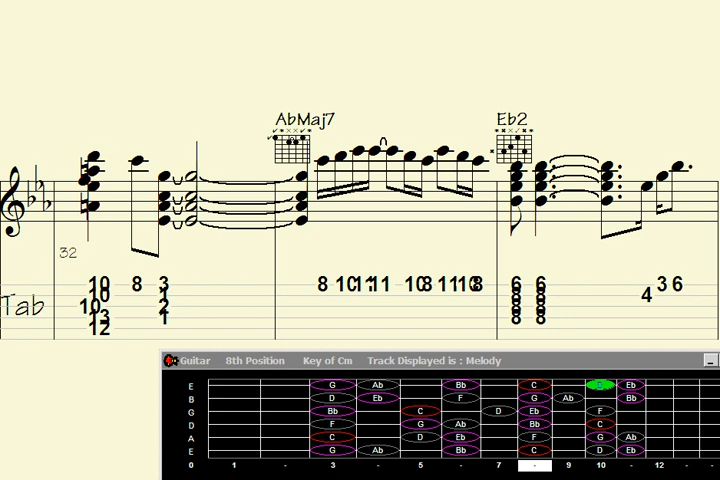 AbMaj7 Eb2
32
10 8 3 8 10 11 11 10 8 11 10 8 6 6 3 6
10 1 8 8 4
10 2 8 8
13 1 8 8
12
Tab
Guitar 8th Position Key of Cm Track Displayed is : Melody
E G Ab Bb C D Eb
B D Eb F G Ab Bb
G Bb C D Eb F
D F G Ab Bb C
A C D Eb F G Ab
E G Ab Bb C D Eb
0 1 - 3 - 5 - 7 - 9 10 - 12 - -